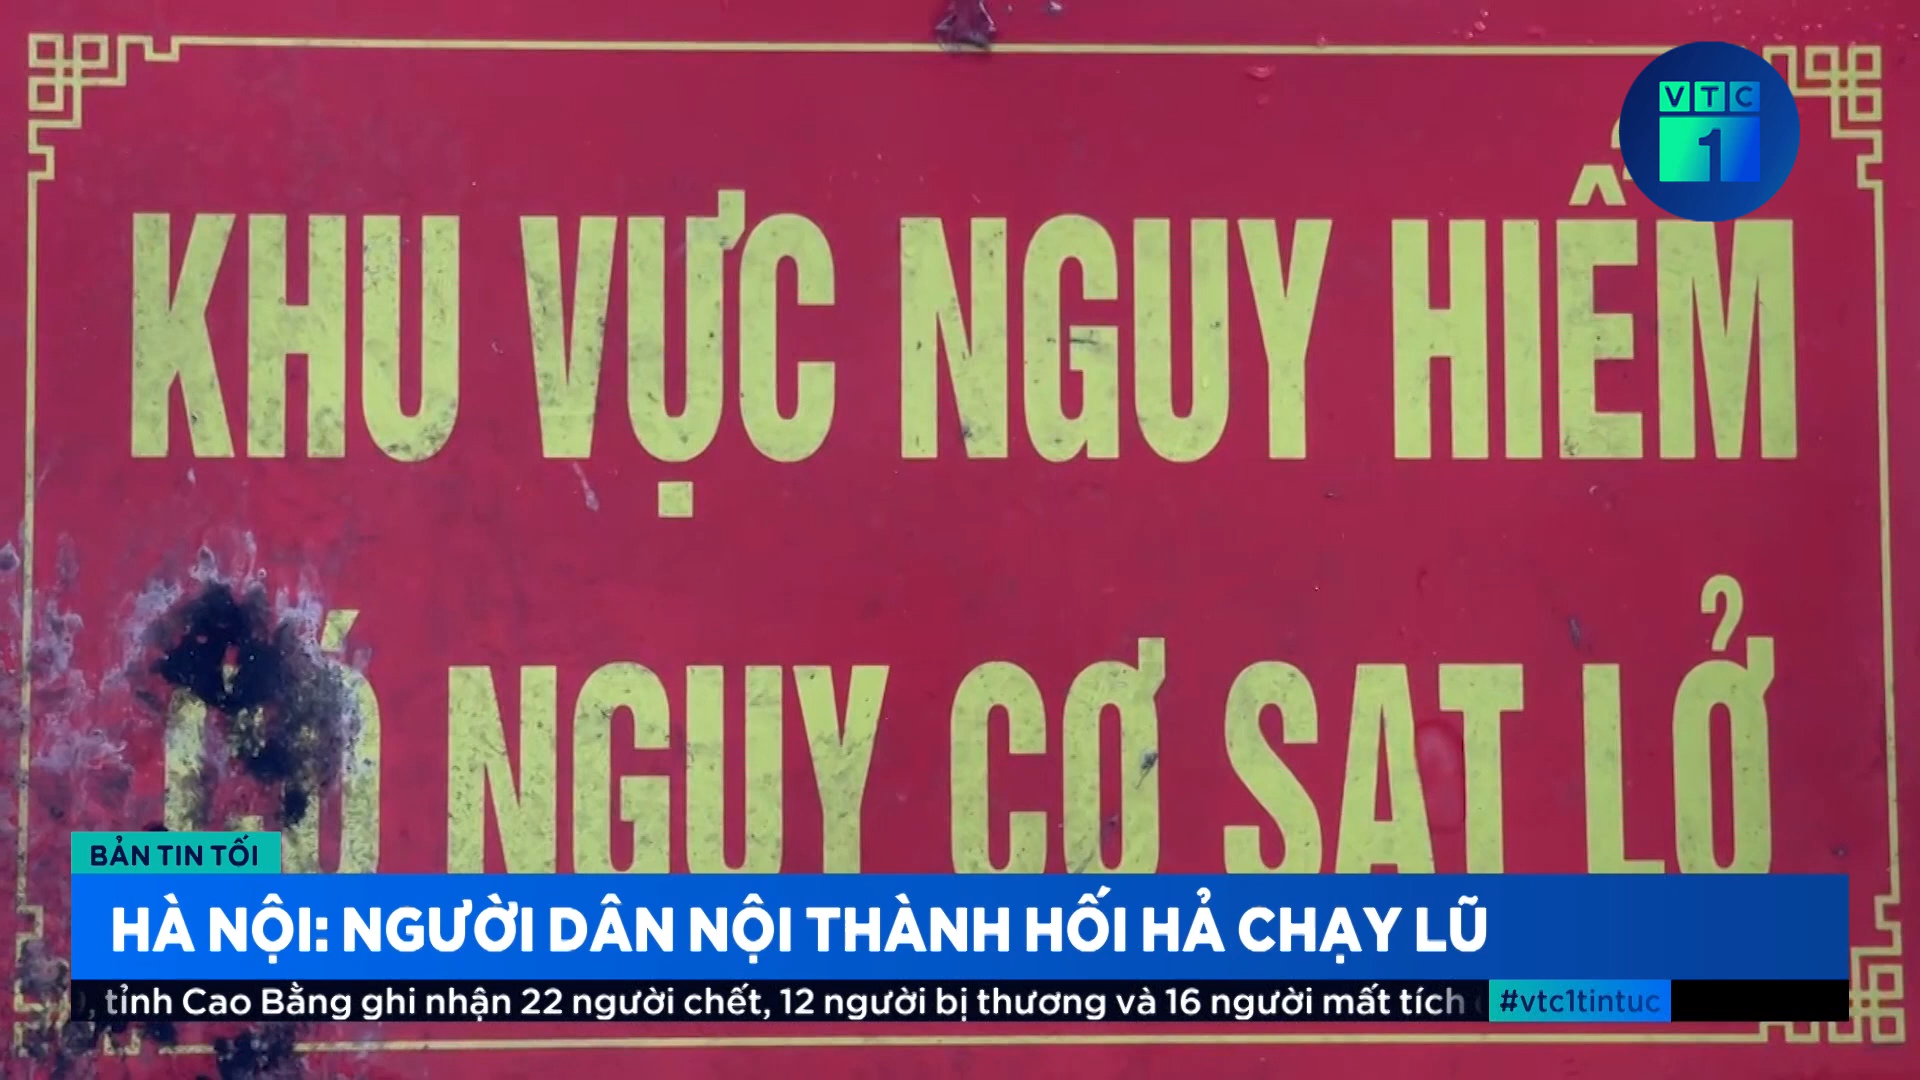 VTC
1
KHU VỰC NGUY HIỂM
CÓ NGUY CƠ SẠT LỞ
BẢN TIN TỐI
HÀ NỘI: NGƯỜI DÂN NỘI THÀNH HỐI HẢ CHẠY LŨ
, tỉnh Cao Bằng ghi nhận 22 người chết, 12 người bị thương và 16 người mất tích
#vtc1tintuc